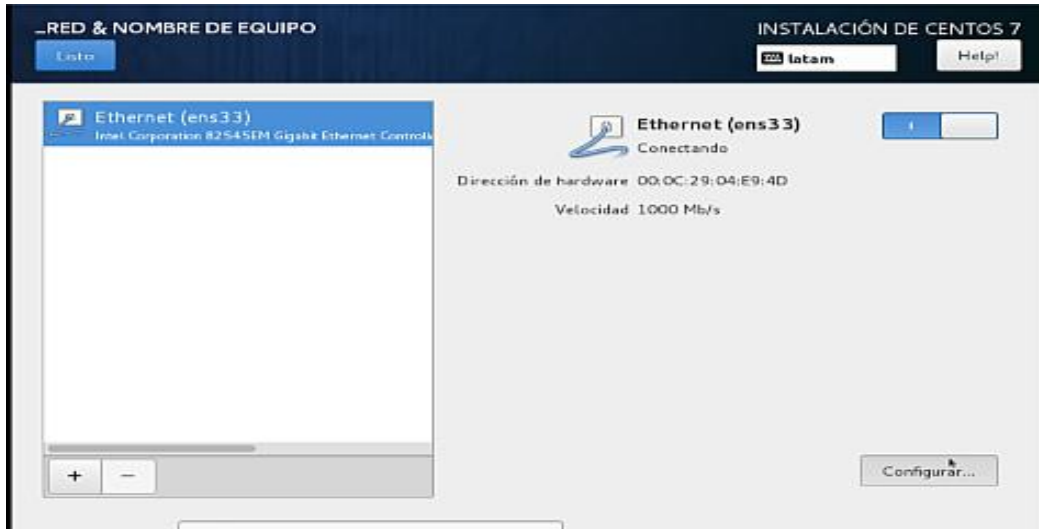 _RED & NOMBRE DE EQUIPO
INSTALACIÓN DE CENTOS 7
Listo
latam
Help!
Ethernet (ens33)
Intel Corporation 82545EM Gigabit Ethernet Controll
Ethernet (ens33)
Conectando
Dirección de hardware 00:0C:29:04:E9:4D
Velocidad 1000 Mb/s
+ −
Configurar...